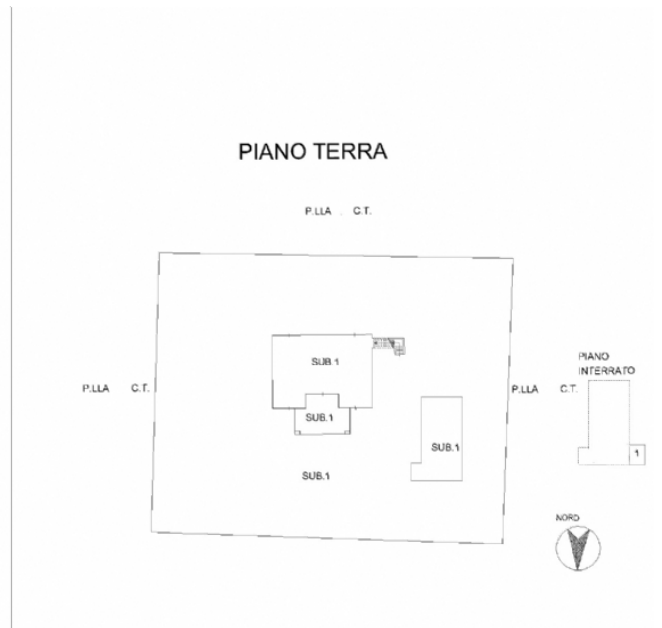 PIANO TERRA
P.LLA . C.T.
SUB.1
PIANO
INTERRATO
P.LLA C.T.
P.LLA C.T.
SUB.1
SUB.1
1
SUB.1
NORD